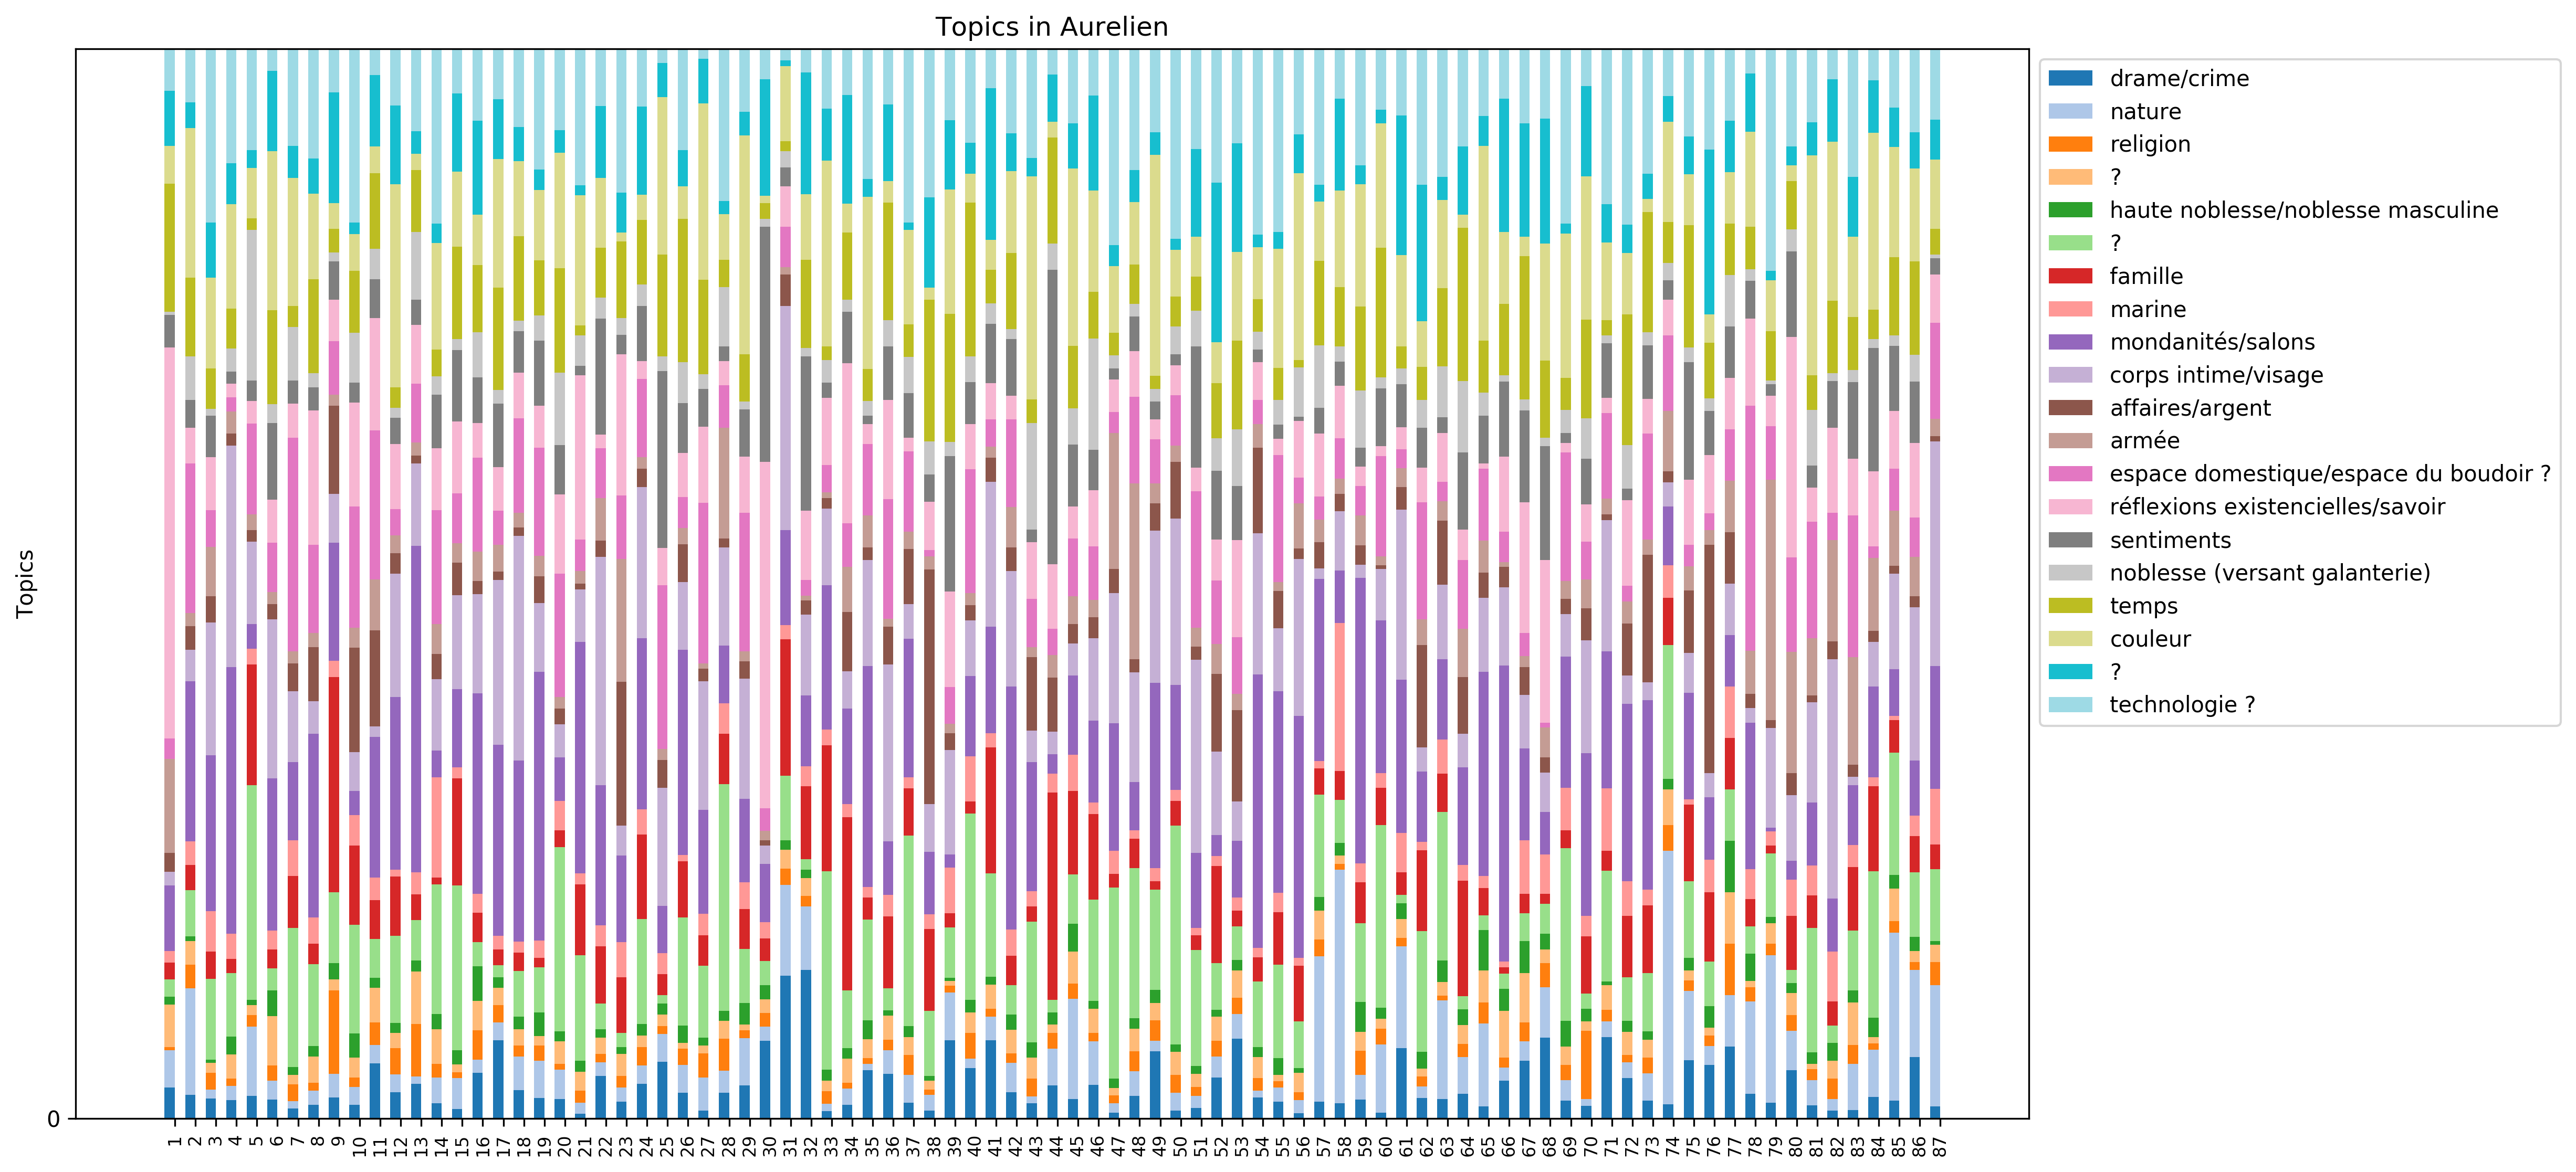 Topics in Aurelien
drame/crime
nature
religion
?
haute noblesse/noblesse masculine
?
famille
marine
mondanités/salons
corps intime/visage
affaires/argent
armée
espace domestique/espace du boudoir ?
réflexions existencielles/savoir
sentiments
noblesse (versant galanterie)
temps
couleur
?
technologie ?
Topics
0
1 2 3 4 5 6 7 8 9 10 11 12 13 14 15 16 17 18 19 20 21 22 23 24 25 26 27 28 29 30 31 32 33 34 35 36 37 38 39 40 41 42 43 44 45 46 47 48 49 50 51 52 53 54 55 56 57 58 59 60 61 62 63 64 65 66 67 68 69 70 71 72 73 74 75 76 77 78 79 80 81 82 83 84 85 86 87